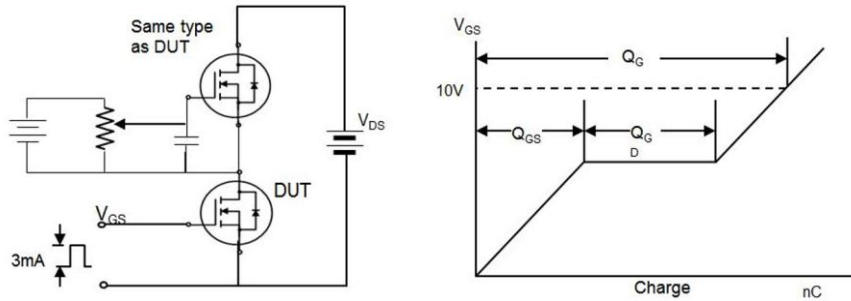 Same type
as DUT
V_DS
DUT
V_GS
3mA
V_GS
Q_G
10V
Q_GS
Q_G
D
Charge
nC